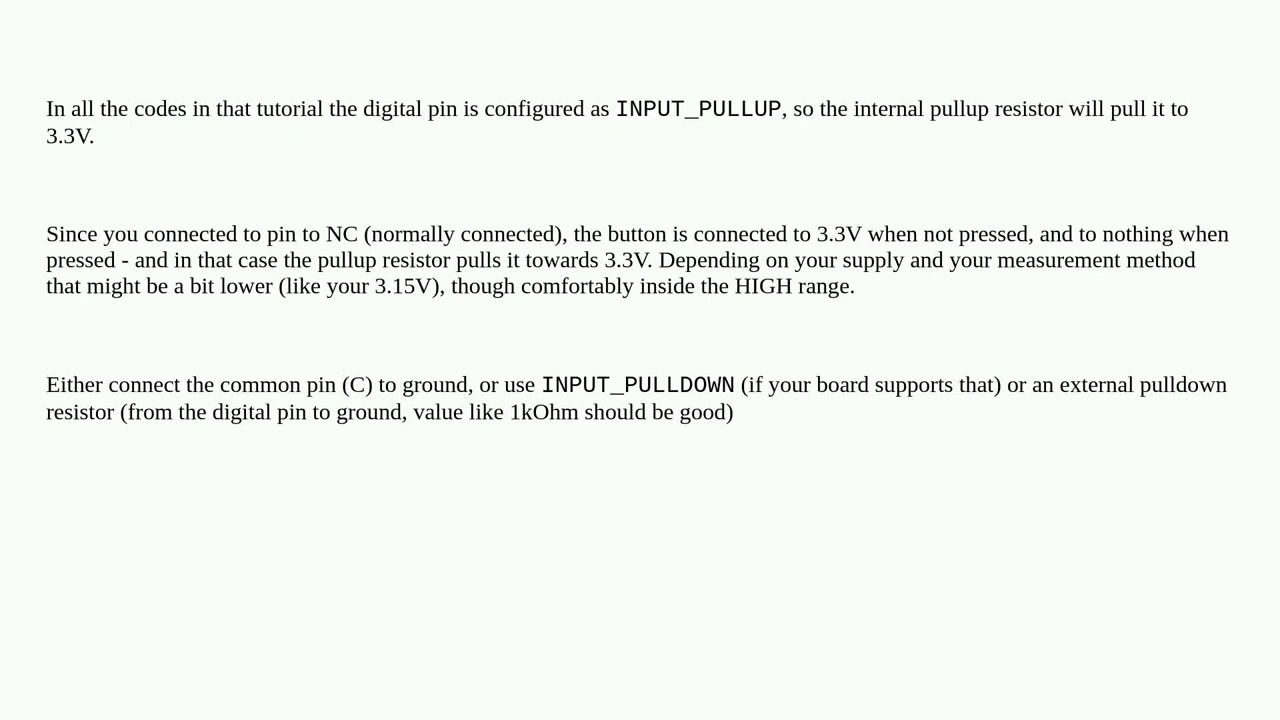 In all the codes in that tutorial the digital pin is configured as INPUT_PULLUP, so the internal pullup resistor will pull it to
3.3V.
Since you connected to pin to NC (normally connected), the button is connected to 3.3V when not pressed, and to nothing when
pressed - and in that case the pullup resistor pulls it towards 3.3V. Depending on your supply and your measurement method
that might be a bit lower (like your 3.15V), though comfortably inside the HIGH range.
Either connect the common pin (C) to ground, or use INPUT_PULLDOWN (if your board supports that) or an external pulldown
resistor (from the digital pin to ground, value like 1kOhm should be good)